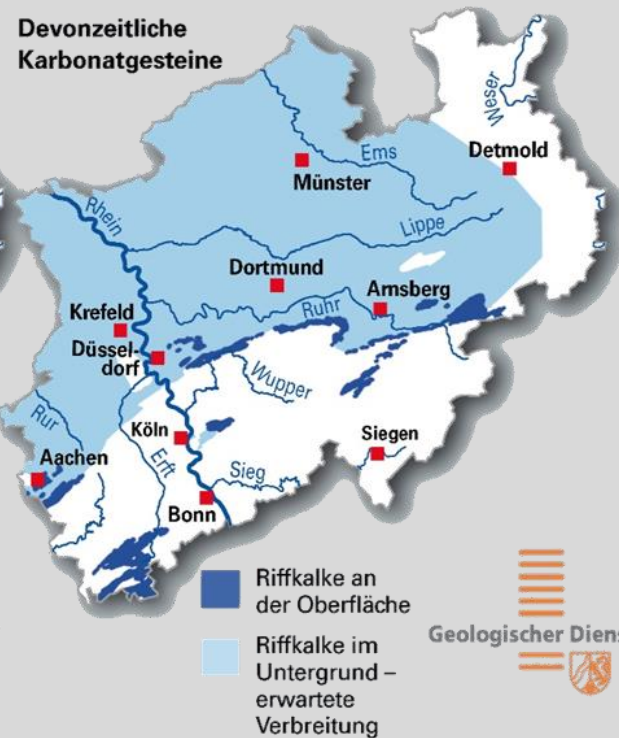 Devonzeitliche
Karbonatgesteine
Weser
Ems
Detmold
Münster
Rhein
Lippe
Dortmund
Arnsberg
Krefeld
Ruhr
Düssel-
dorf
Wupper
Rur
Köln
Siegen
Aachen
Erft
Sieg
Bonn
Riffkalke an
der Oberfläche
Riffkalke im
Untergrund –
erwartete
Verbreitung
Geologischer Diens